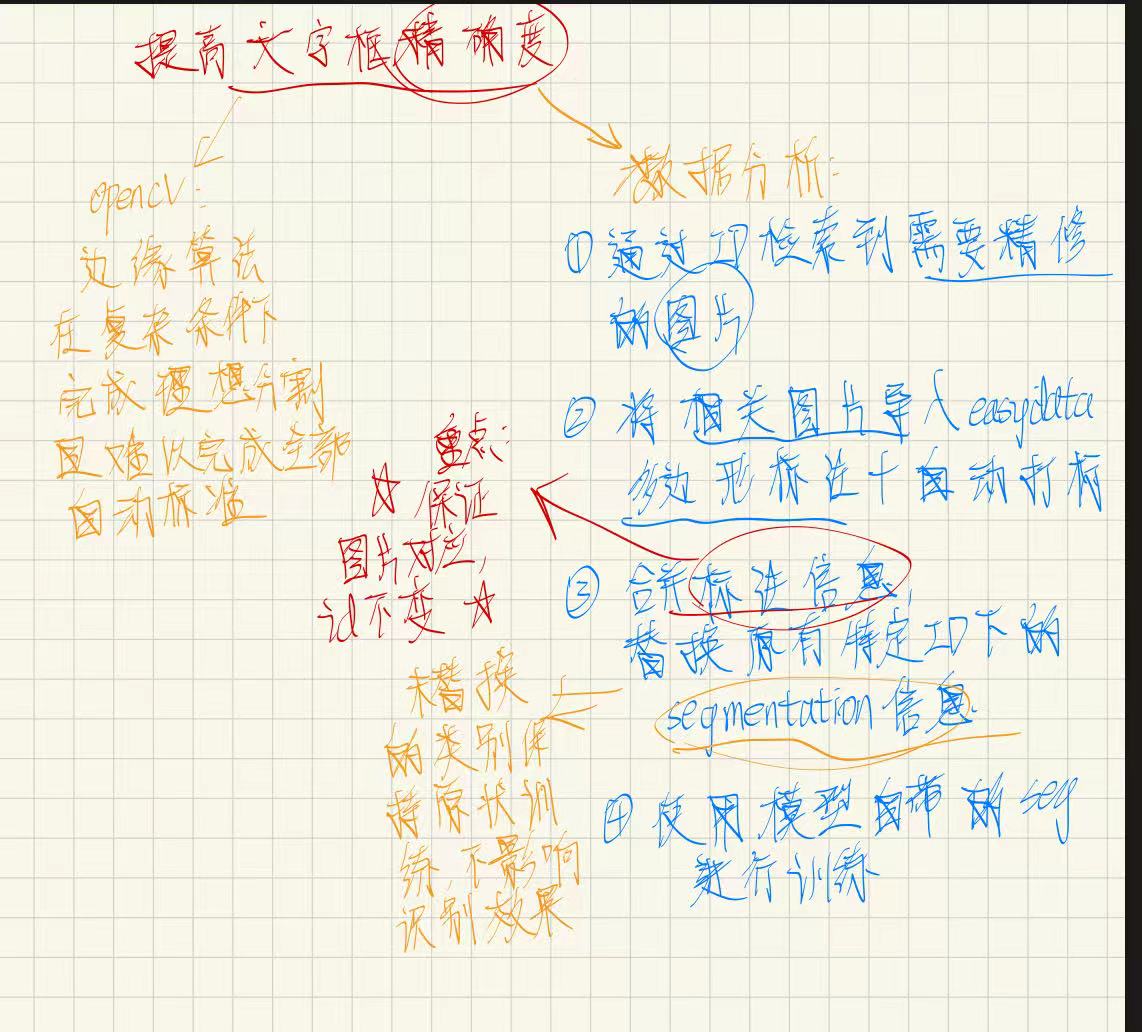 提高文字框精确度
opencv:
边缘算法
在复杂条件下
完成理想分割
且难以完成全部
自动标准
数据分析:
① 通过ID检索到需要精修
的图片
② 将相关图片导入easydata
多边形标注+自动打标
③ 合并标注信息,
替换原有特定ID下的
segmentation信息.
④ 使用模型自带的seg
进行训练
重点:
☆ 保证
图片对应,
id不变 ☆
未替换
的类别保
持原状训
练,不影响
识别效果